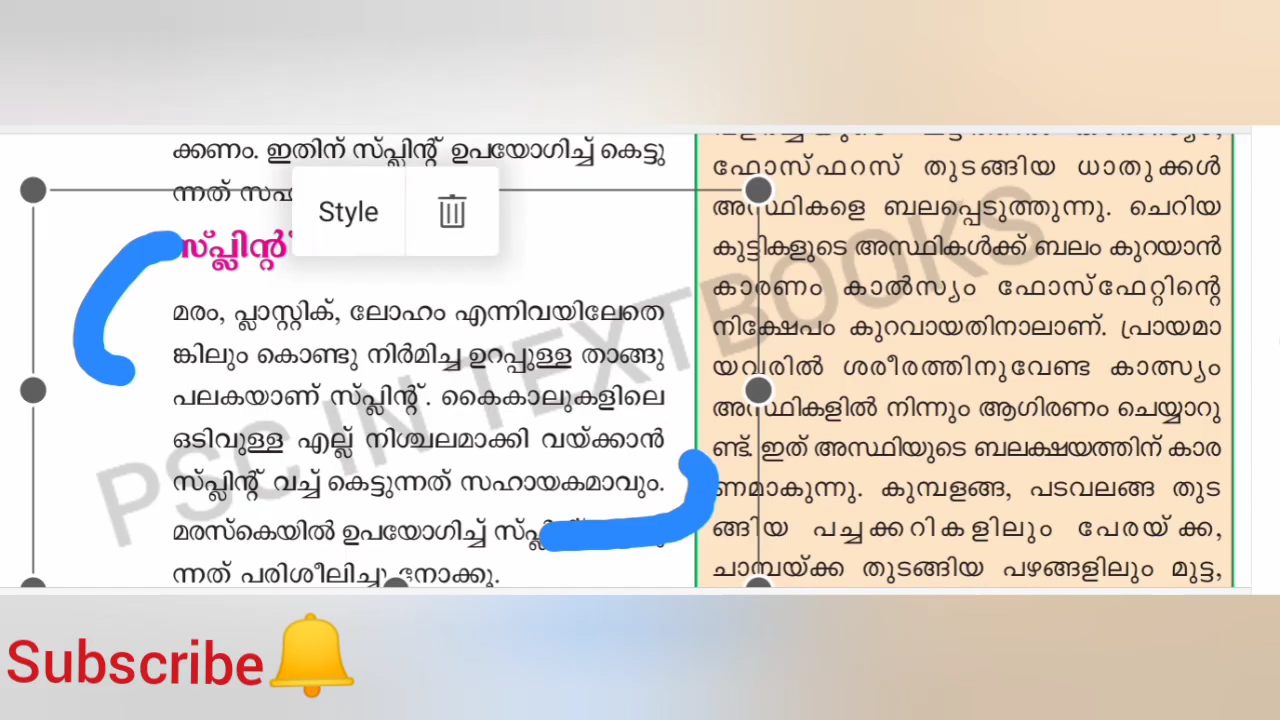 ക്കണം. ഇതിന് സ്പ്ലിന്റ് ഉപയോഗിച്ച് കെട്ടു
ന്നത്
Style
സ്പ്ലിന്റ്
മരം, പ്ലാസ്റ്റിക്, ലോഹം എന്നിവയിലേതെ
ങ്കിലും കൊണ്ടു നിർമിച്ച ഉറപ്പുള്ള താങ്ങു
പലകയാണ് സ്പ്ലിന്റ്. കൈകാലുകളിലെ
ഒടിവുള്ള എല്ല് നിശ്ചലമാക്കി വയ്ക്കാൻ
സ്പ്ലിന്റ് വച്ച് കെട്ടുന്നത് സഹായകമാവും.
മരസ്കെയിൽ ഉപയോഗിച്ച്
ന്നത് പരിശീലിച്ചു നോക്കൂ.
ഫോസ്ഫറസ് തുടങ്ങിയ ധാതുക്കൾ
അസ്ഥികളെ ബലപ്പെടുത്തുന്നു. ചെറിയ
കുട്ടികളുടെ അസ്ഥികൾക്ക് ബലം കുറയാൻ
കാരണം കാൽസ്യം ഫോസ്ഫേറ്റിന്റെ
നിക്ഷേപം കുറവായതിനാലാണ്. പ്രായമാ
യവരിൽ ശരീരത്തിനുവേണ്ട കാത്സ്യം
അസ്ഥികളിൽ നിന്നും ആഗിരണം ചെയ്യാറു
ണ്ട്. ഇത് അസ്ഥിയുടെ ബലക്ഷയത്തിന് കാര
ണമാകുന്നു. കുമ്പളങ്ങ, പടവലങ്ങ തുട
ങ്ങിയ പച്ചക്കറികളിലും പേരയ്ക്ക,
ചാമ്പയ്ക്ക തുടങ്ങിയ പഴങ്ങളിലും മുട്ട,
PSC IN TEXTBOOKS
Subscribe